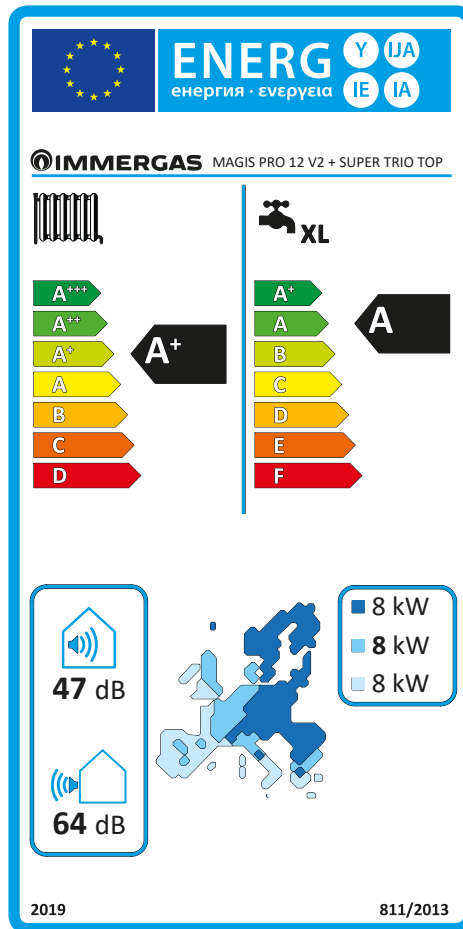 ENERG Y IJA
енергия · ενεργεια IE IA
IMMERGAS MAGIS PRO 12 V2 + SUPER TRIO TOP
XL
A+++
A++
A+
A
B
C
D
A+
A+
A
B
C
D
E
F
A
47 dB
64 dB
8 kW
8 kW
8 kW
2019 811/2013